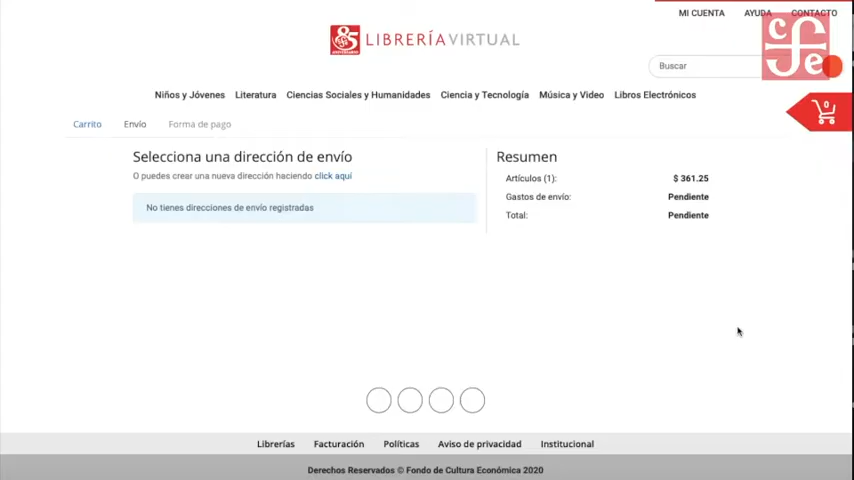 MI CUENTA AYUDA CONTACTO
85
LIBRERÍAVIRTUAL
cfe
Buscar
Niños y Jóvenes Literatura Ciencias Sociales y Humanidades Ciencia y Tecnología Música y Video Libros Electrónicos
0
Carrito Envío Forma de pago
Selecciona una dirección de envío
O puedes crear una nueva dirección haciendo click aquí
No tienes direcciones de envío registradas
Resumen
Artículos (1): $ 361.25
Gastos de envío: Pendiente
Total: Pendiente
Librerías Facturación Políticas Aviso de privacidad Institucional
Derechos Reservados © Fondo de Cultura Económica 2020